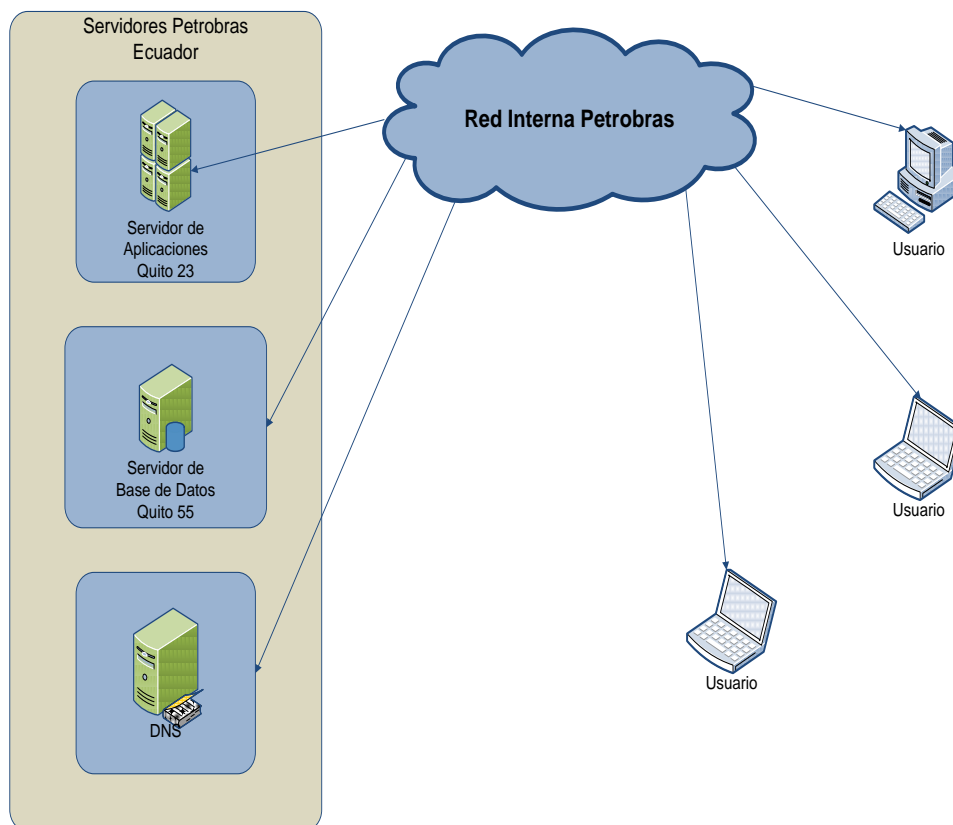 Servidores Petrobras
Ecuador
Servidor de
Aplicaciones
Quito 23
Servidor de
Base de Datos
Quito 55
DNS
Red Interna Petrobras
Usuario
Usuario
Usuario